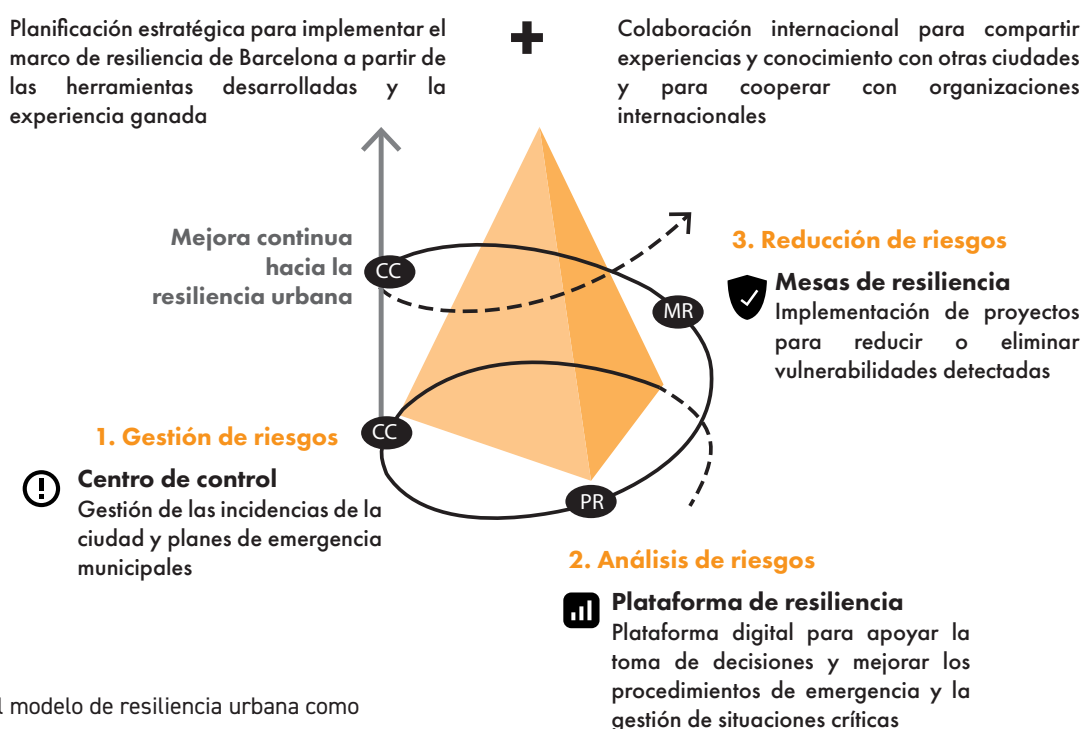 Planificación estratégica para implementar el
marco de resiliencia de Barcelona a partir de
las herramientas desarrolladas y la
experiencia ganada
+
Colaboración internacional para compartir
experiencias y conocimiento con otras ciudades
y para cooperar con organizaciones
internacionales
Mejora continua
hacia la
resiliencia urbana
CC
MR
3. Reducción de riesgos
Mesas de resiliencia
Implementación de proyectos
para reducir o eliminar
vulnerabilidades detectadas
CC
1. Gestión de riesgos
Centro de control
Gestión de las incidencias de la
ciudad y planes de emergencia
municipales
PR
2. Análisis de riesgos
Plataforma de resiliencia
Plataforma digital para apoyar la
toma de decisiones y mejorar los
procedimientos de emergencia y la
gestión de situaciones críticas
l modelo de resiliencia urbana como